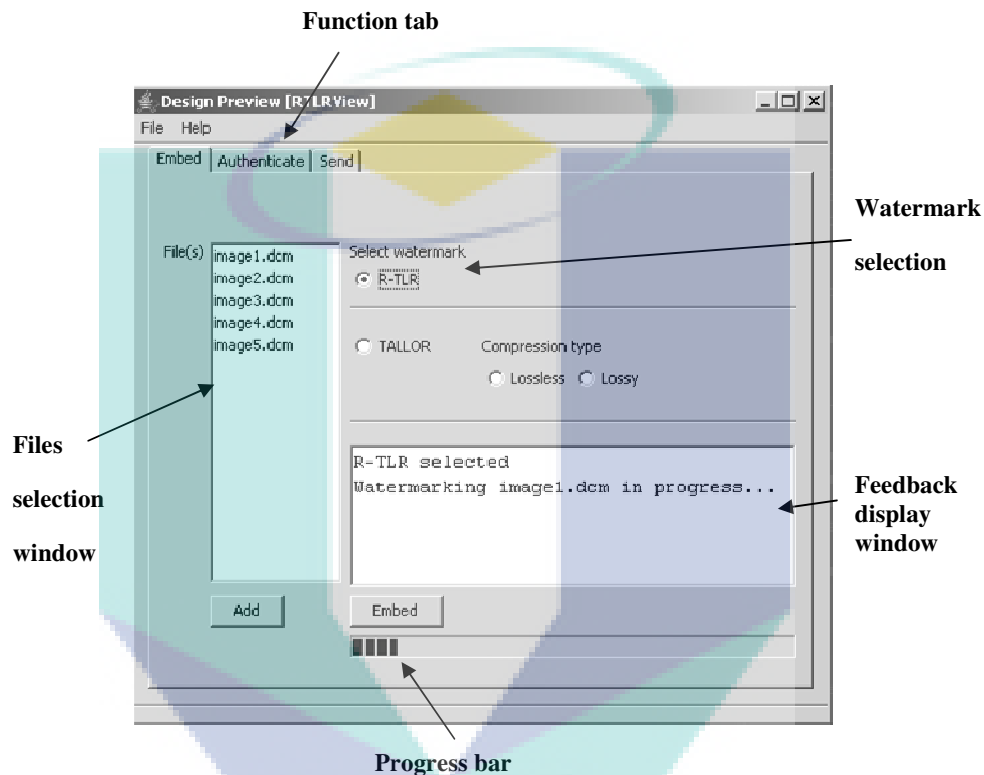 Function tab
Design Preview [RTLRView]
File Help
Embed Authenticate Send
Watermark
selection
File(s)
image1.dcm
image2.dcm
image3.dcm
image4.dcm
image5.dcm
Select watermark
R-TLR
TALLOR Compression type
Lossless Lossy
Files
selection
window
R-TLR selected
Watermarking image1.dcm in progress...
Feedback
display
window
Add Embed
Progress bar